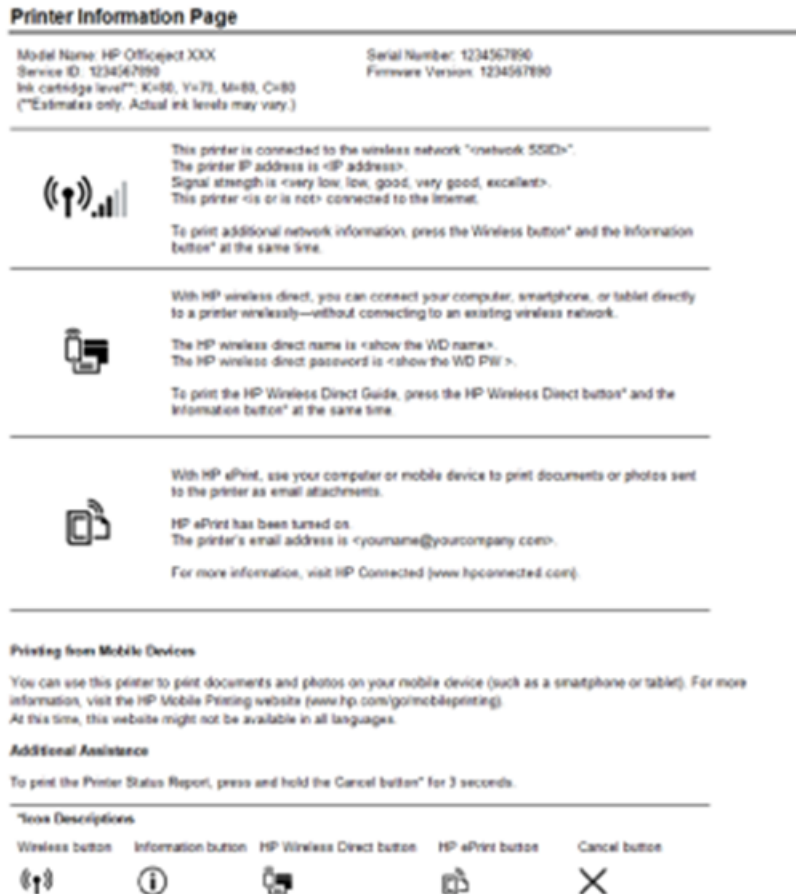 Printer Information Page
Model Name: HP Officeject XXX
Serial Number: 1234567890
Service ID: 1234567890
Firmware Version: 1234567890
Ink cartridge level**: K=80, Y=70, M=80, C=80
(**Estimates only. Actual ink levels may vary.)
This printer is connected to the wireless network "<network SSID>".
The printer IP address is <IP address>.
Signal strength is <very low, low, good, very good, excellent>.
This printer <is or is not> connected to the Internet.
To print additional network information, press the Wireless button* and the Information
button* at the same time.
With HP wireless direct, you can connect your computer, smartphone, or tablet directly
to a printer wirelessly—without connecting to an existing wireless network.
The HP wireless direct name is <show the WD name>.
The HP wireless direct password is <show the WD PW >.
To print the HP Wireless Direct Guide, press the HP Wireless Direct button* and the
Information button* at the same time.
With HP ePrint, use your computer or mobile device to print documents or photos sent
to the printer as email attachments.
HP ePrint has been turned on.
The printer's email address is <yourname@yourcompany.com>.
For more information, visit HP Connected (www.hpconnected.com).
Printing from Mobile Devices
You can use this printer to print documents and photos on your mobile device (such as a smartphone or tablet). For more
information, visit the HP Mobile Printing website (www.hp.com/go/mobileprinting).
At this time, this website might not be available in all languages.
Additional Assistance
To print the Printer Status Report, press and hold the Cancel button* for 3 seconds.
*Icon Descriptions
Wireless button Information button HP Wireless Direct button HP ePrint button Cancel button